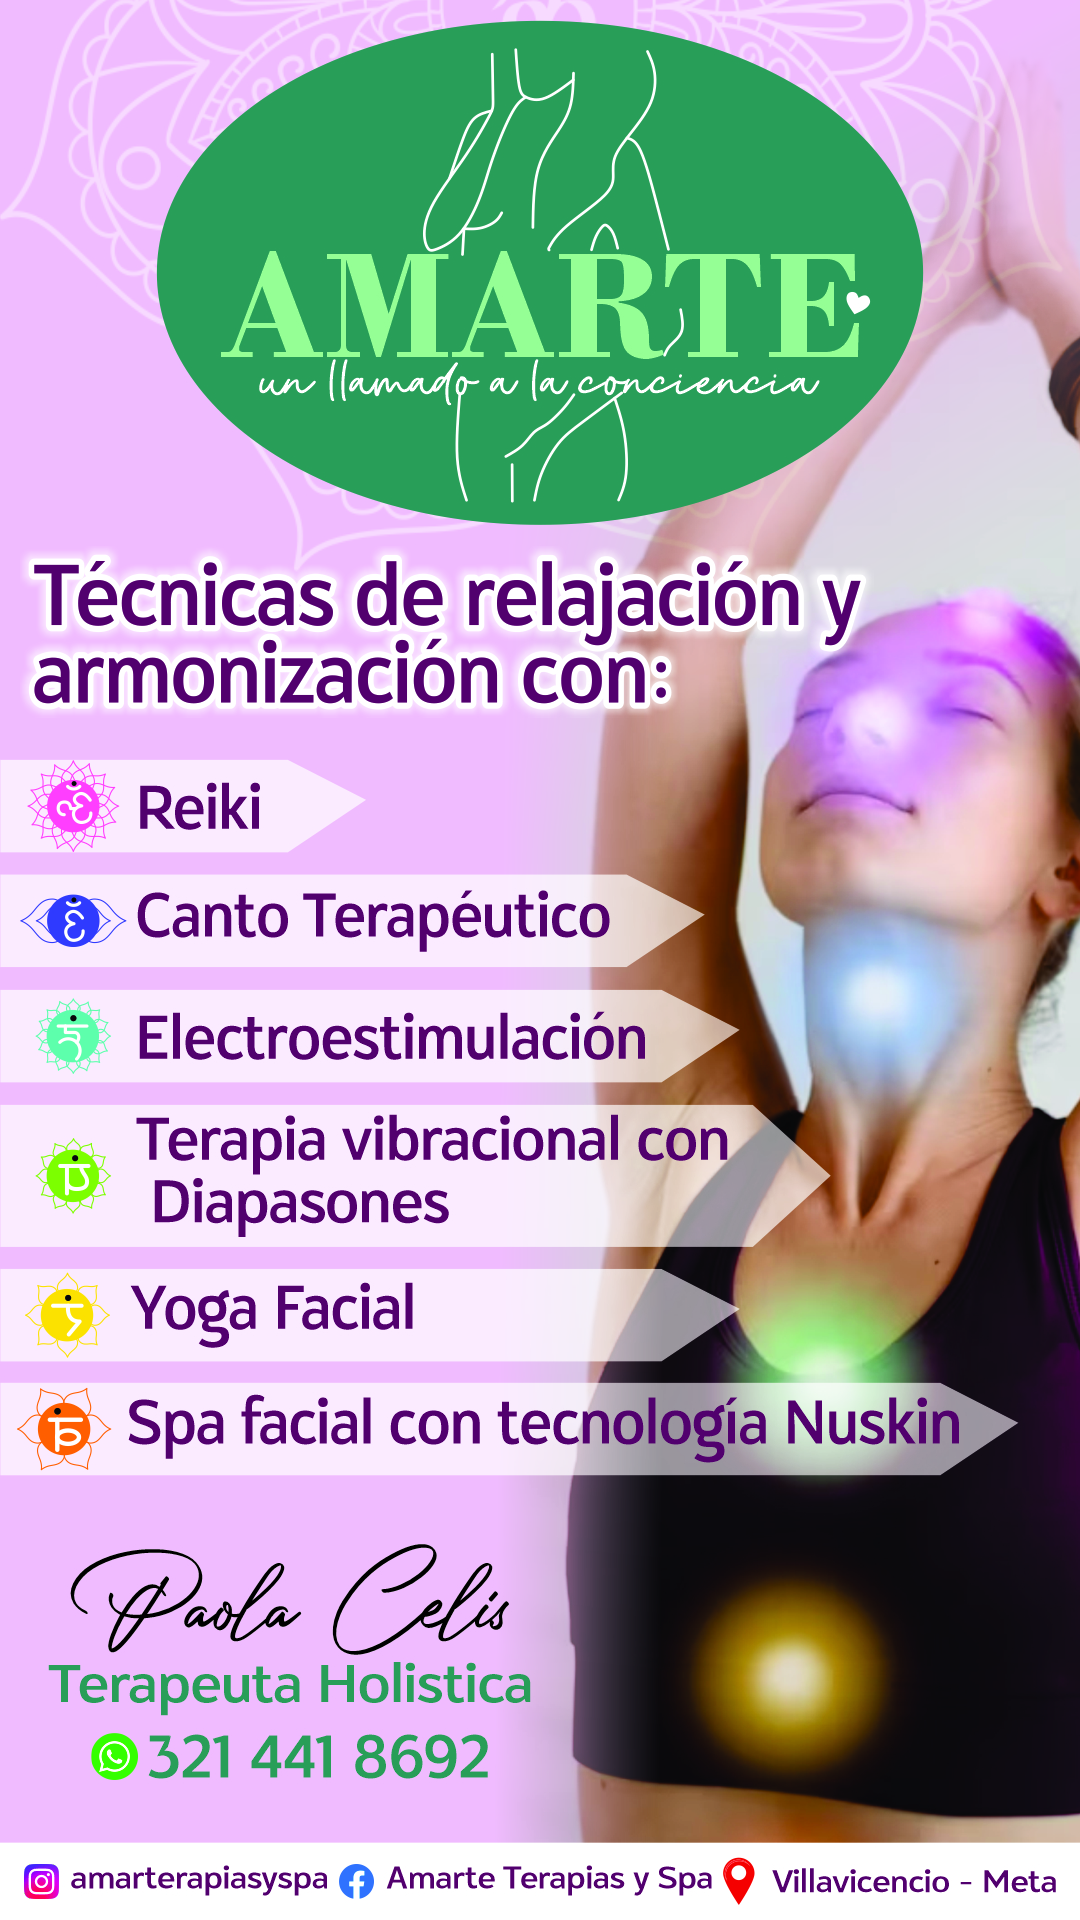 AMARTE
un llamado a la conciencia
Técnicas de relajación y
armonización con:
Reiki
Canto Terapéutico
Electroestimulación
Terapia vibracional con
Diapasones
Yoga Facial
Spa facial con tecnología Nuskin
Paola Celis
Terapeuta Holistica
321 441 8692
amarterapiasyspa Amarte Terapias y Spa Villavicencio - Meta